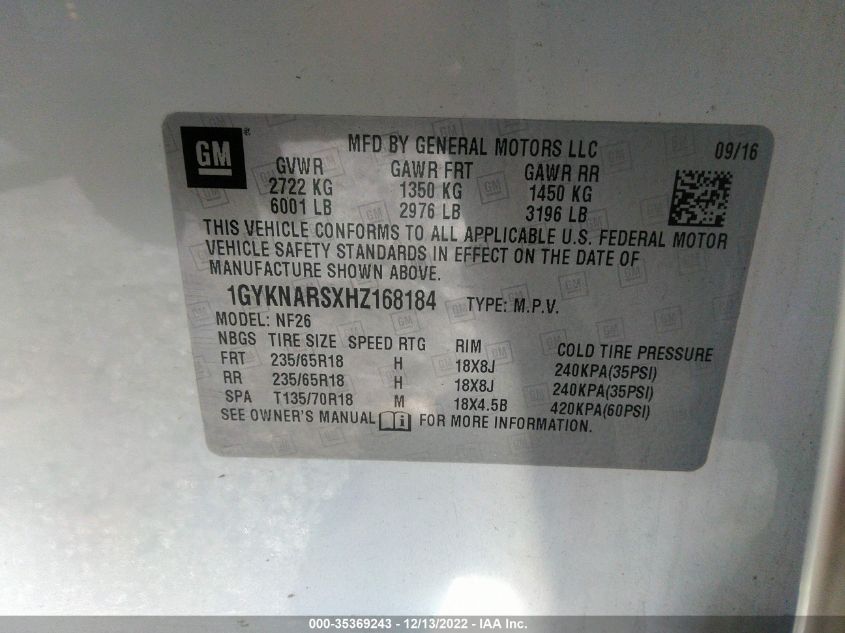 GM ®
MFD BY GENERAL MOTORS LLC 09/16
GVWR GAWR FRT GAWR RR
2722 KG 1350 KG 1450 KG
6001 LB 2976 LB 3196 LB
THIS VEHICLE CONFORMS TO ALL APPLICABLE U.S. FEDERAL MOTOR
VEHICLE SAFETY STANDARDS IN EFFECT ON THE DATE OF
MANUFACTURE SHOWN ABOVE.
1GYKNARSXHZ168184 TYPE: M.P.V.
MODEL: NF26
NBGS TIRE SIZE SPEED RTG RIM COLD TIRE PRESSURE
FRT 235/65R18 H 18X8J 240KPA(35PSI)
RR 235/65R18 H 18X8J 240KPA(35PSI)
SPA T135/70R18 M 18X4.5B 420KPA(60PSI)
SEE OWNER'S MANUAL i FOR MORE INFORMATION.
000-35369243 - 12/13/2022 - IAA Inc.